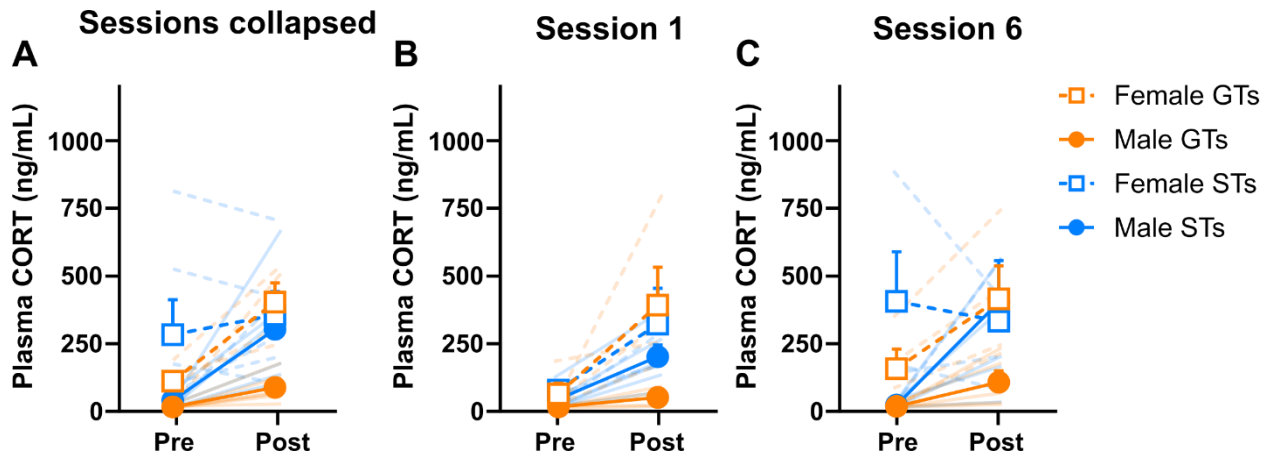 Sessions collapsed
Session 1
Session 6
A
B
C
Plasma CORT (ng/mL)
1000
750
500
250
0
Pre Post
Plasma CORT (ng/mL)
1000
750
500
250
0
Pre Post
Plasma CORT (ng/mL)
1000
750
500
250
0
Pre Post
Female GTs
Male GTs
Female STs
Male STs